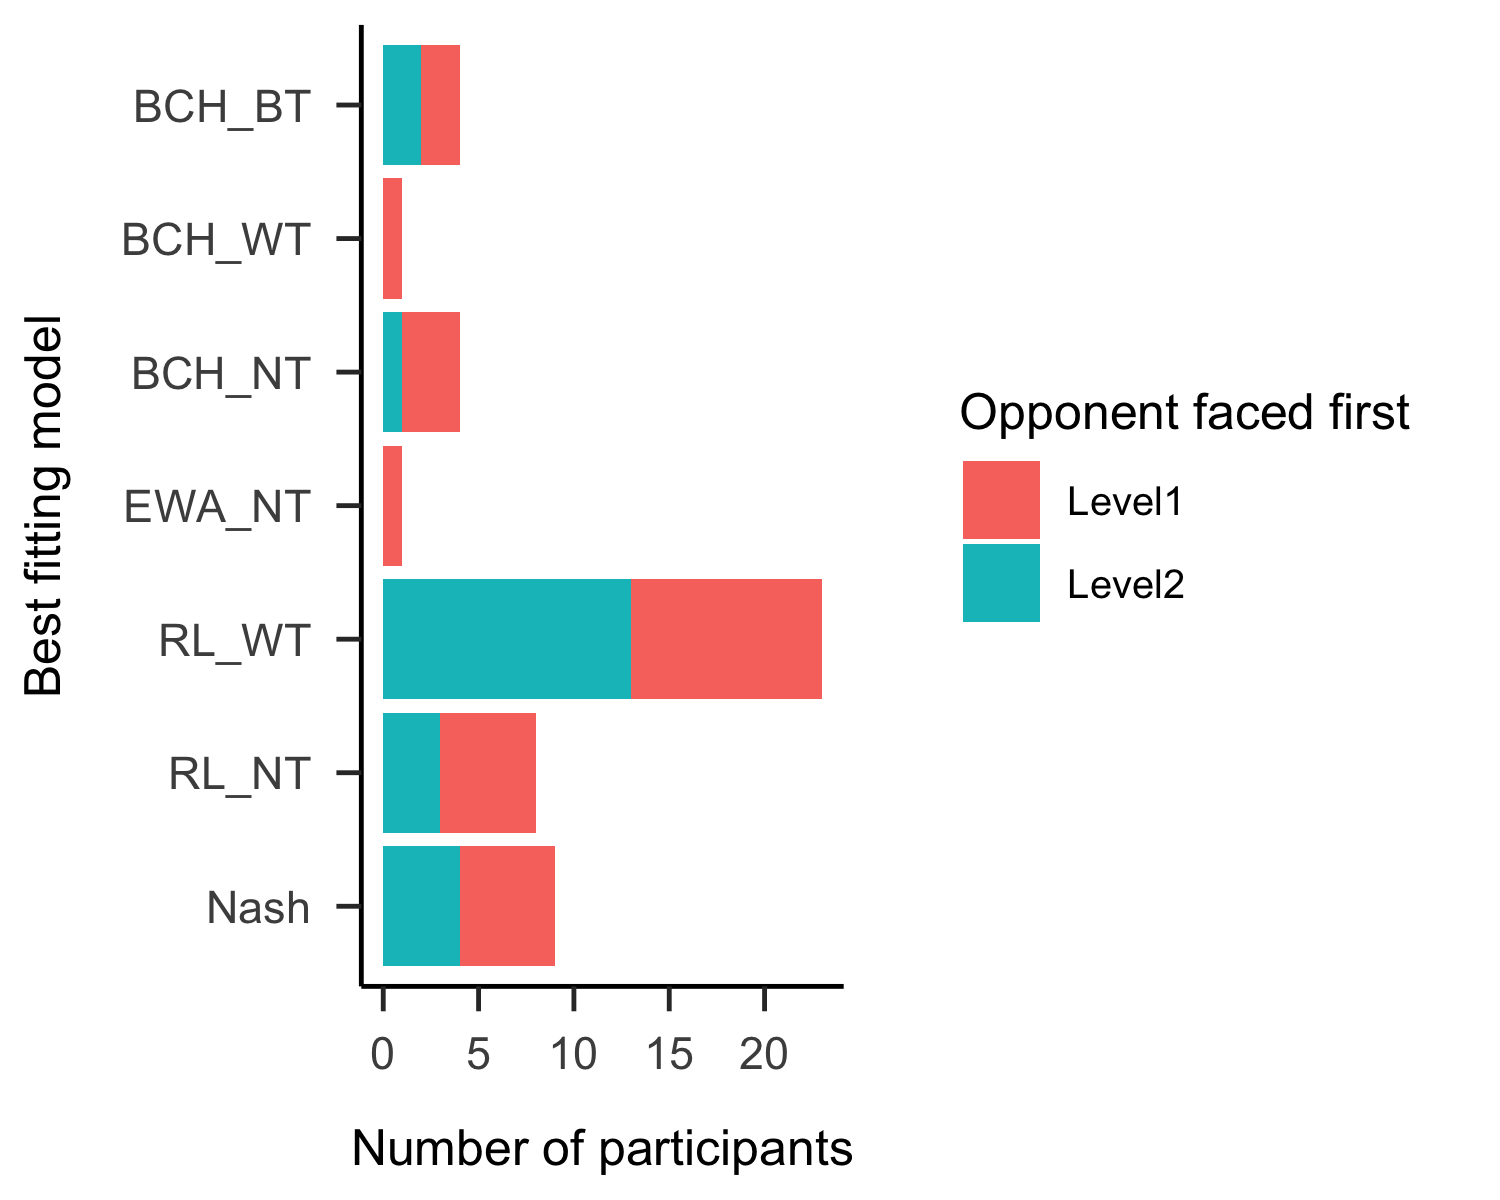 Best fitting model
BCH_BT
BCH_WT
BCH_NT
EWA_NT
RL_WT
RL_NT
Nash
0 5 10 15 20
Number of participants
Opponent faced first
Level1
Level2